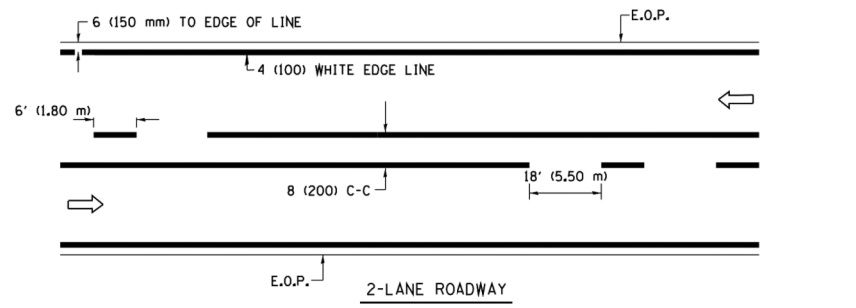 6 (150 mm) TO EDGE OF LINE
E.O.P.
4 (100) WHITE EDGE LINE
6' (1.80 m)
18' (5.50 m)
8 (200) C-C
E.O.P.
2-LANE ROADWAY